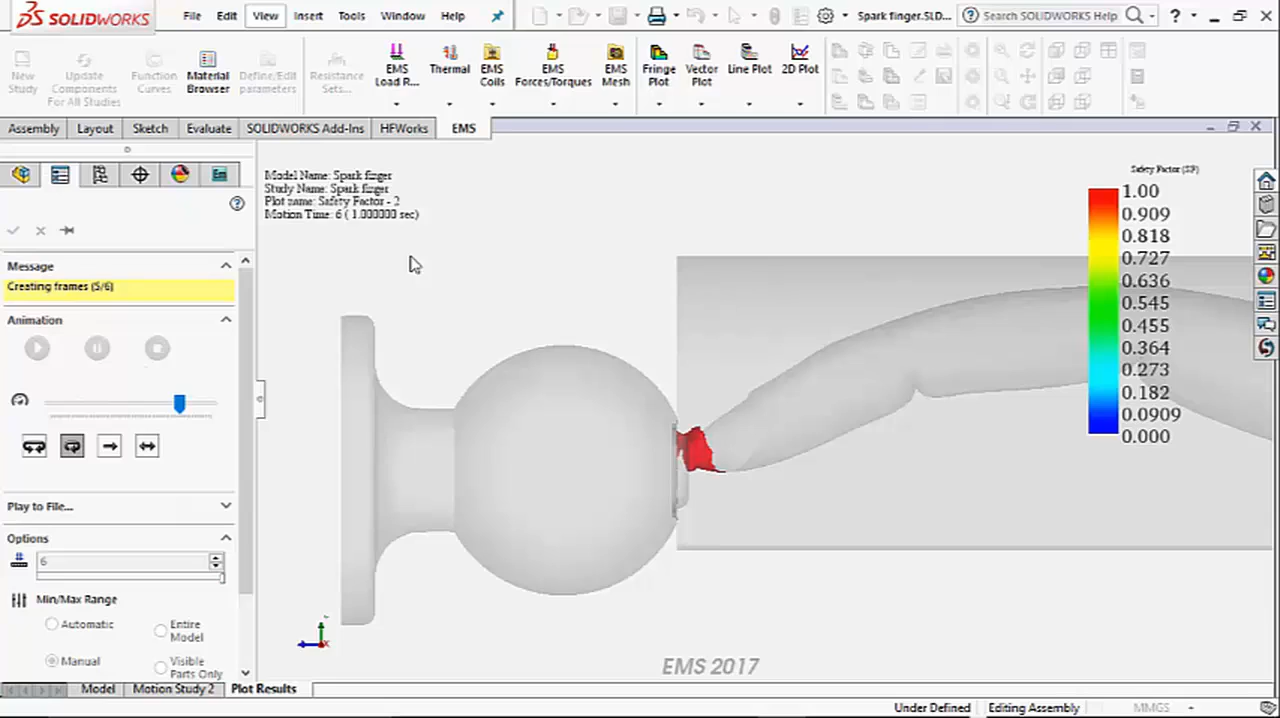 SOLIDWORKS
File Edit View Insert Tools Window Help
Spark finger.SLD...
Search SOLIDWORKS Help
New Study
Update Components For All Studies
Function Curves
Material Browser
Define/Edit parameters
Resistance Sets...
EMS Load R...
Thermal
EMS Coils
EMS Forces/Torques
EMS Mesh
Fringe Plot
Vector Plot
Line Plot
2D Plot
Assembly Layout Sketch Evaluate SOLIDWORKS Add-Ins HFWorks EMS
Model Name: Spark finger
Study Name: Spark finger
Plot name: Safety Factor - 2
Motion Time: 6 ( 1.000000 sec)
Message
Creating frames (5/6)
Animation
Play to File...
Options
6
Min/Max Range
Automatic
Entire Model
Manual
Visible Parts Only
Safety Factor (SF)
1.00
0.909
0.818
0.727
0.636
0.545
0.455
0.364
0.273
0.182
0.0909
0.000
EMS 2017
Model Motion Study 2 Plot Results
Under Defined Editing Assembly MMGS